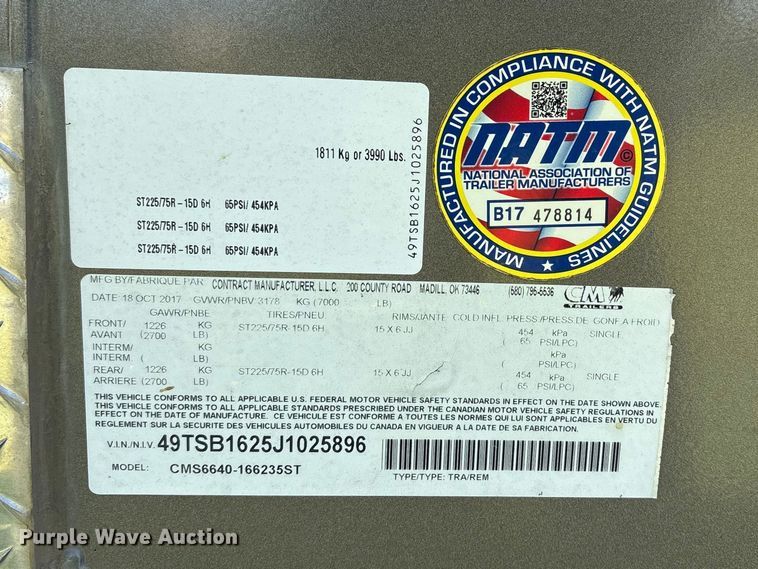 1811 Kg or 3990 Lbs.
ST225/75R-15D 6H 65PSI/ 454KPA
ST225/75R-15D 6H 65PSI/ 454KPA
ST225/75R-15D 6H 65PSI/ 454KPA
49TSB1625J1025896
MANUFACTURED IN COMPLIANCE WITH NATM GUIDELINES
NATM
NATIONAL ASSOCIATION OF
TRAILER MANUFACTURERS
B17 478814
MFG BY/FABRIQUE PAR CONTRACT MANUFACTURER, L.L.C. 200 COUNTY ROAD MADILL, OK 73446 (580) 795-5536
CM
TRAILERS
DATE 18 OCT 2017 GVWR/PNBV 3178 KG (7000 LB)
GAWR/PNBE TIRES/PNEU RIMS/JANTE COLD INFL. PRESS./PRESS. DE GONF. A FROID
FRONT/ 1226 KG ST225/75R-15D 6H 15 X 6 JJ 454 kPa SINGLE
AVANT (2700 LB) ( 65 PSI/LPC)
INTERM/ KG kPa
INTERM. ( LB) ( PSI/LPC)
REAR/ 1226 KG ST225/75R-15D 6H 15 X 6 JJ 454 kPa SINGLE
ARRIERE (2700 LB) ( 65 PSI/LPC)
THIS VEHICLE CONFORMS TO ALL APPLICABLE U.S. FEDERAL MOTOR VEHICLE SAFETY STANDARDS IN EFFECT ON THE DATE SHOWN ABOVE.
THIS VEHICLE CONFORMS TO ALL APPLICABLE STANDARDS PRESCRIBED UNDER THE CANADIAN MOTOR VEHICLE SAFETY REGULATIONS IN
EFFECT ON THE DATE OF MANUFACTURE. CE VEHICULE EST CONFORME A TOUTES LES NORMES QUI LUI SONT APPLICABLES EN VERTU DU
REGLEMENT SUR LA SECURITE DES VEHICULES AUTOMOBILES DU CANADA EN VIGUEUR A LA DATE DE SA FABRICATION.
V.I.N./N.I.V. 49TSB1625J1025896
MODEL: CMS6640-166235ST
TYPE/TYPE: TRA/REM
Purple Wave Auction